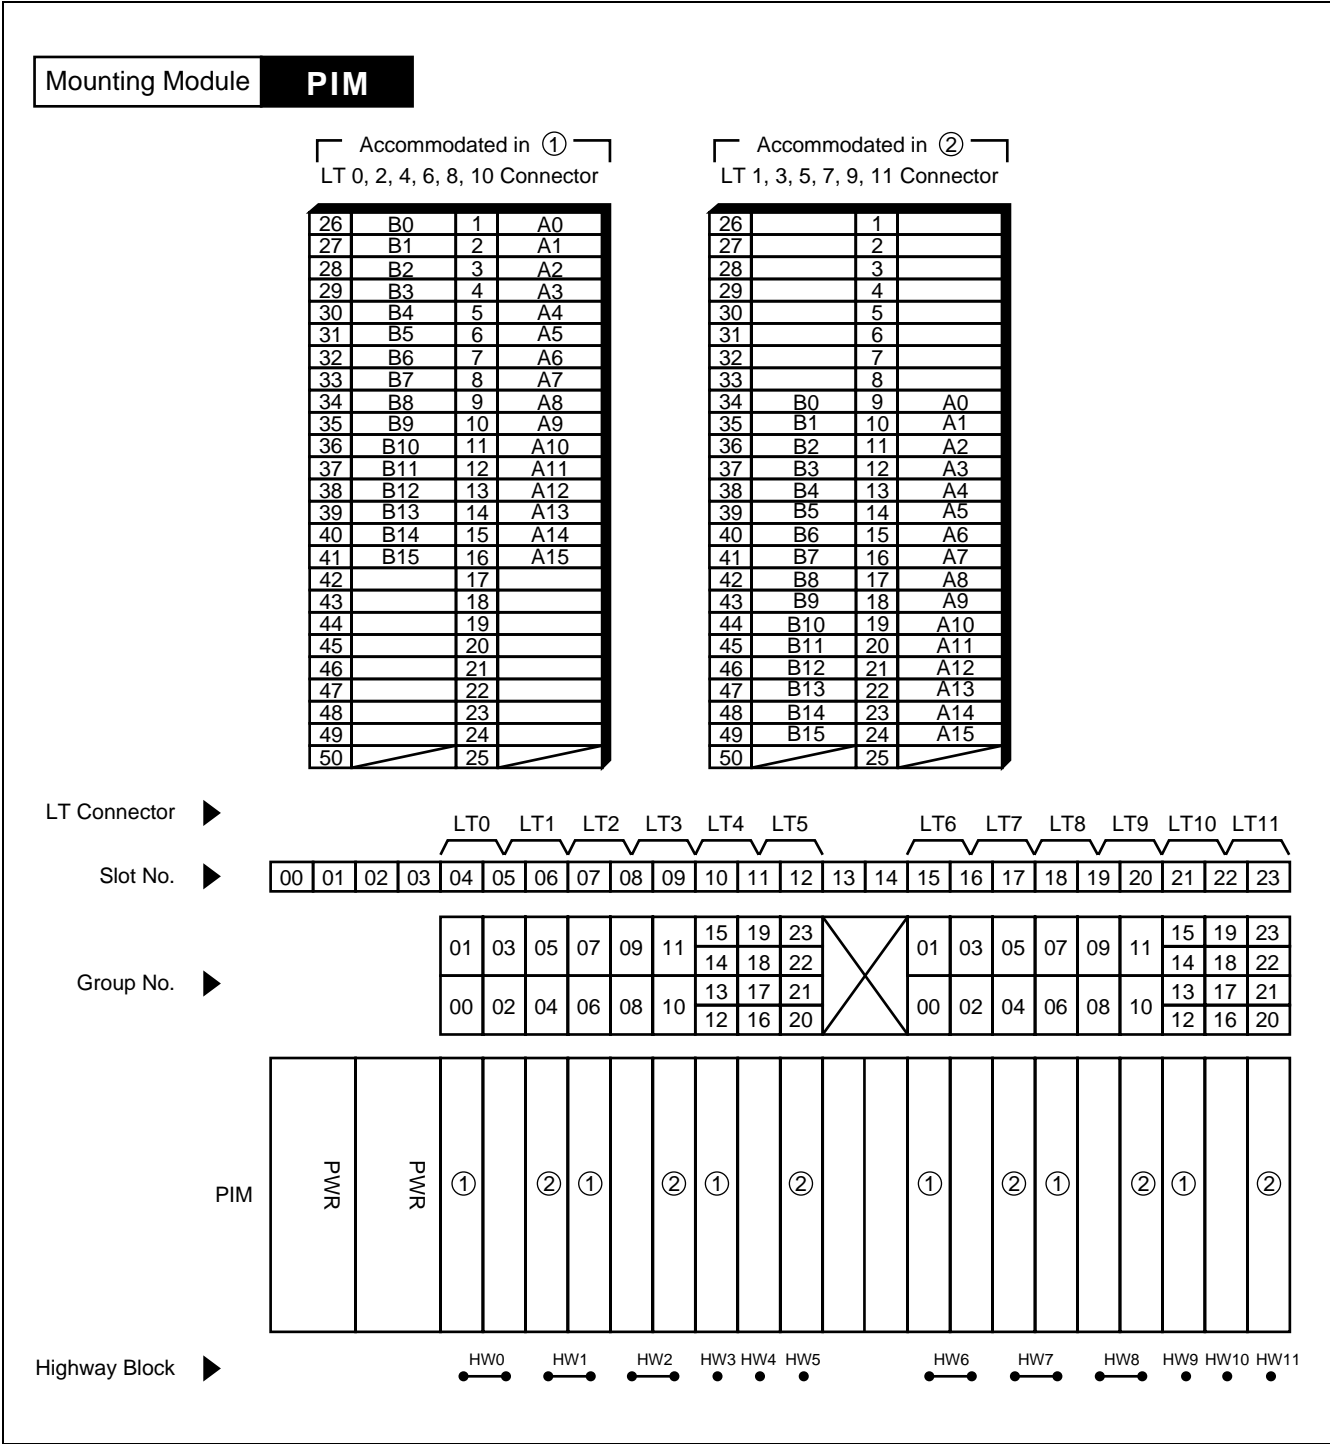 Mounting Module PIM
Accommodated in ① Accommodated in ②
LT 0, 2, 4, 6, 8, 10 Connector LT 1, 3, 5, 7, 9, 11 Connector
26 B0 1 A0 26 1
27 B1 2 A1 27 2
28 B2 3 A2 28 3
29 B3 4 A3 29 4
30 B4 5 A4 30 5
31 B5 6 A5 31 6
32 B6 7 A6 32 7
33 B7 8 A7 33 8
34 B8 9 A8 34 B0 9 A0
35 B9 10 A9 35 B1 10 A1
36 B10 11 A10 36 B2 11 A2
37 B11 12 A11 37 B3 12 A3
38 B12 13 A12 38 B4 13 A4
39 B13 14 A13 39 B5 14 A5
40 B14 15 A14 40 B6 15 A6
41 B15 16 A15 41 B7 16 A7
42 17 42 B8 17 A8
43 18 43 B9 18 A9
44 19 44 B10 19 A10
45 20 45 B11 20 A11
46 21 46 B12 21 A12
47 22 47 B13 22 A13
48 23 48 B14 23 A14
49 24 49 B15 24 A15
50 25 50 25
LT Connector LT0 LT1 LT2 LT3 LT4 LT5 LT6 LT7 LT8 LT9 LT10 LT11
Slot No. 00 01 02 03 04 05 06 07 08 09 10 11 12 13 14 15 16 17 18 19 20 21 22 23
Group No.
01 03 05 07 09 11 15 19 23 01 03 05 07 09 11 15 19 23
14 18 22 14 18 22
00 02 04 06 08 10 13 17 21 00 02 04 06 08 10 13 17 21
12 16 20 12 16 20
PIM PWR PWR ① ② ① ② ① ② ① ② ① ② ① ②
Highway Block HW0 HW1 HW2 HW3 HW4 HW5 HW6 HW7 HW8 HW9 HW10 HW11